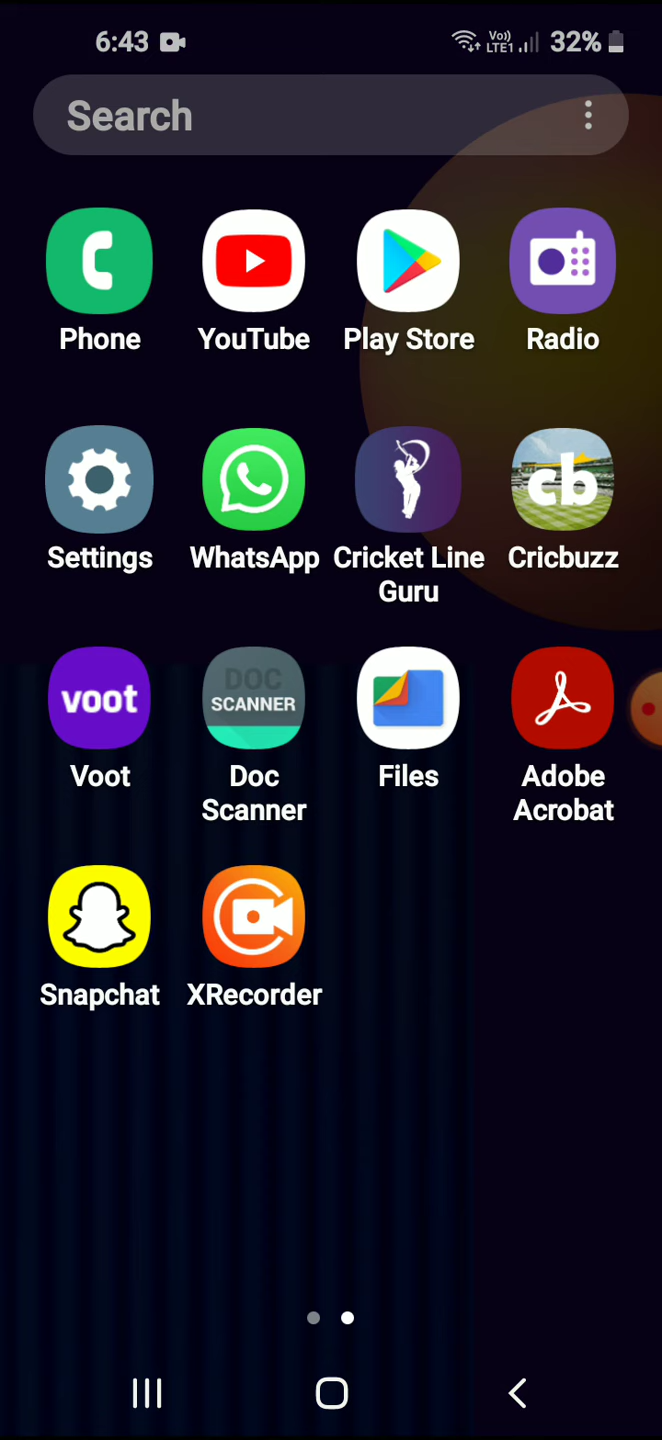 6:43 Vo)) LTE1 32%
Search
Phone YouTube Play Store Radio
Settings WhatsApp Cricket Line Guru Cricbuzz
cb
voot DOC SCANNER
Voot Doc Scanner Files Adobe Acrobat
Snapchat XRecorder